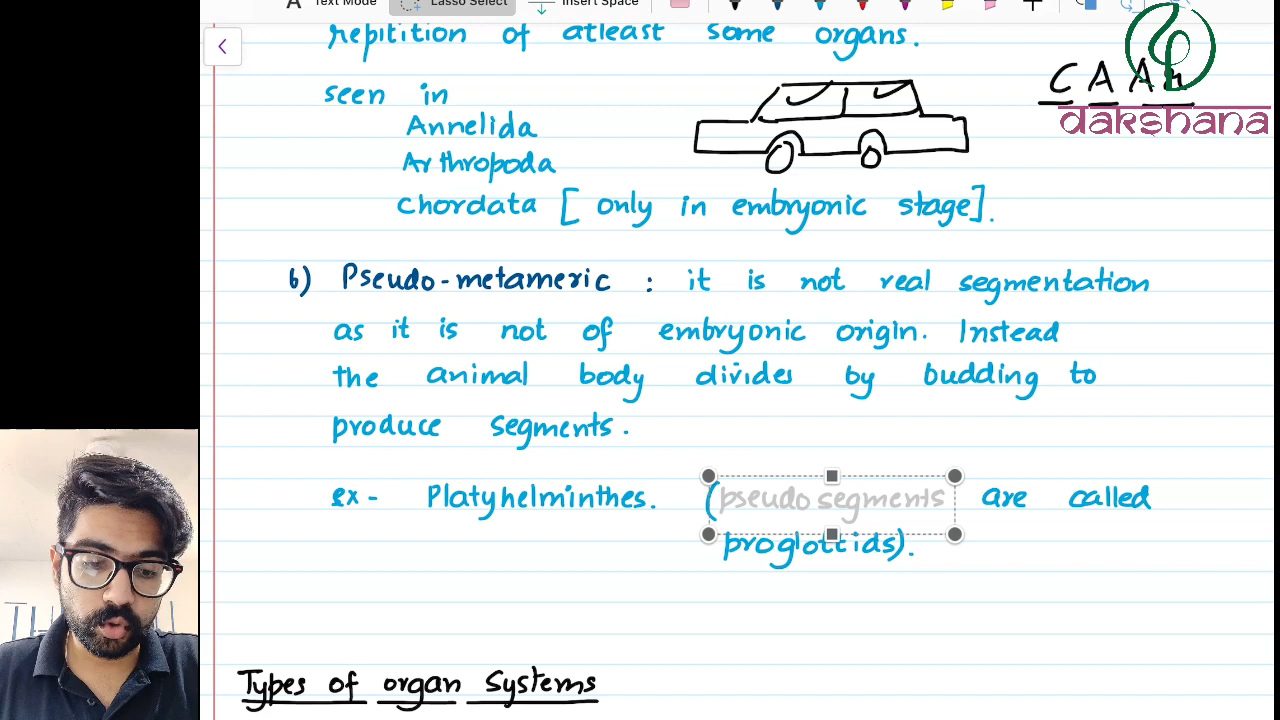 Text Mode Lasso Select Insert Space
repitition of atleast some organs.
seen in
Annelida
Arthropoda
Chordata [ only in embryonic stage].
C A A
dakshana
b) Pseudo-metameric : it is not real segmentation
as it is not of embryonic origin. Instead
the animal body divides by budding to
produce segments.
ex- Platyhelminthes. (pseudo segments are called
proglottids).
Types of organ Systems